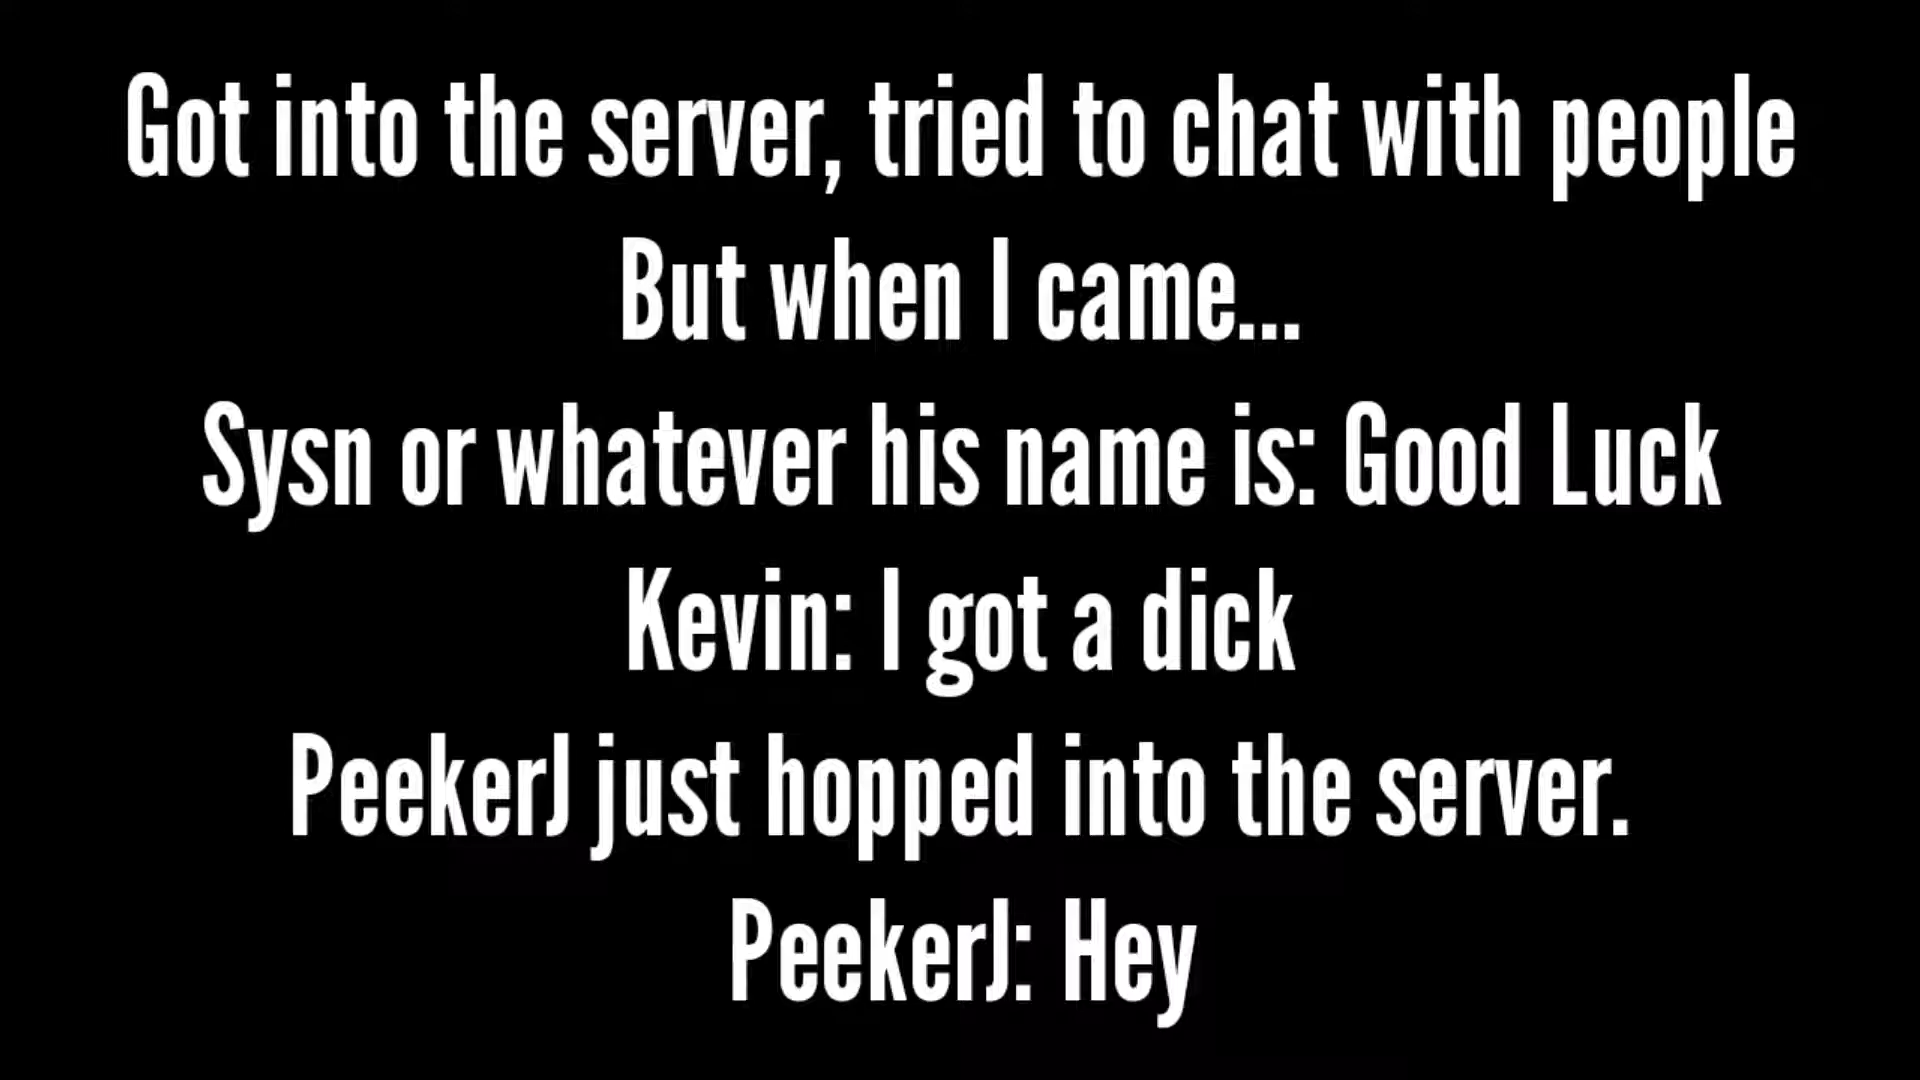 Got into the server, tried to chat with people
But when I came...
Sysn or whatever his name is: Good Luck
Kevin: I got a dick
PeekerJ just hopped into the server.
PeekerJ: Hey